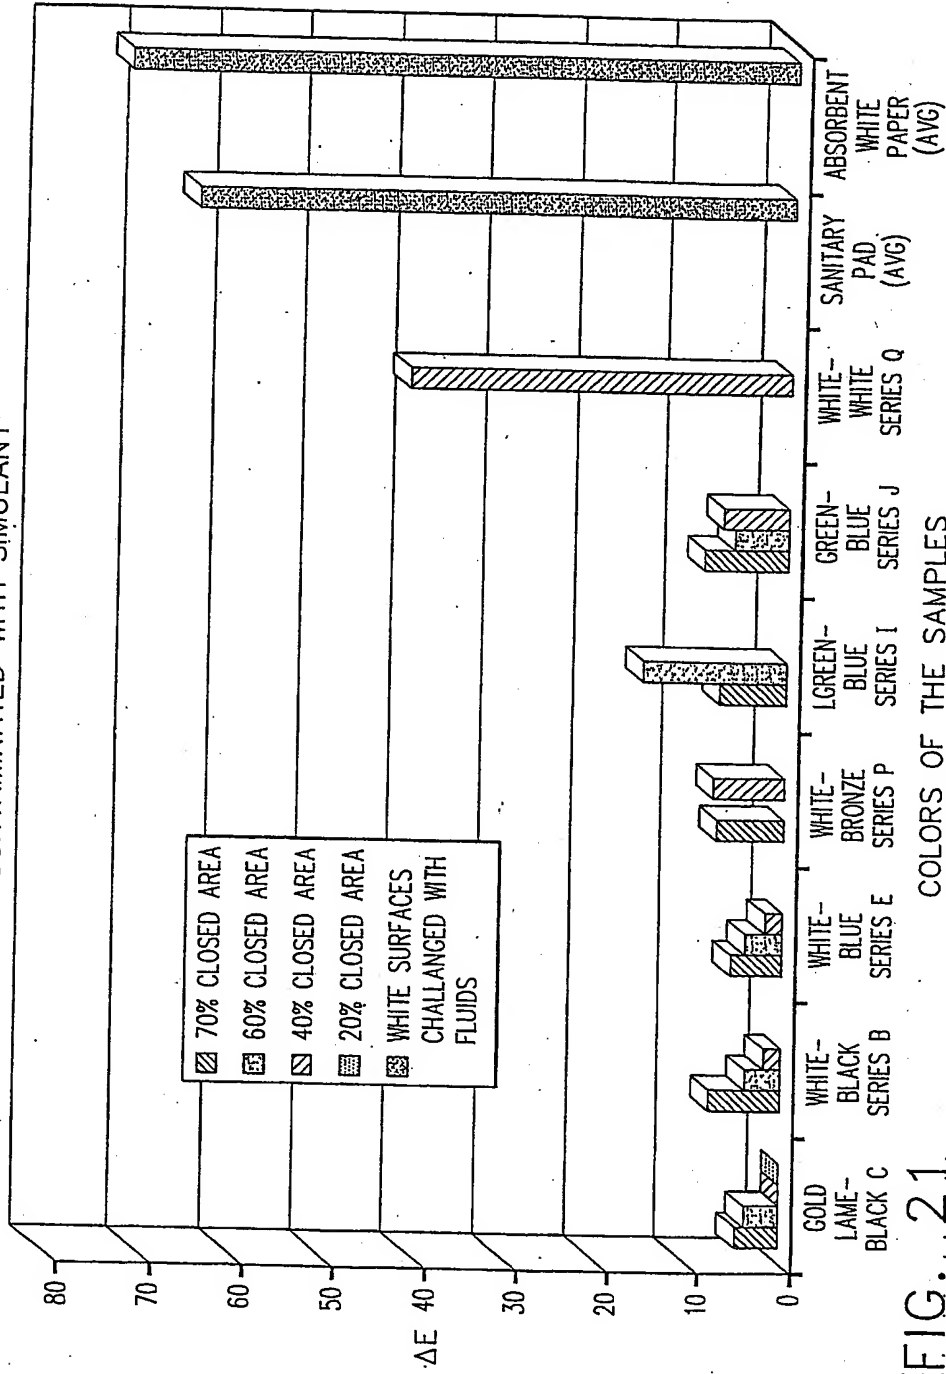 ΔE
80
70
60
50
40
30
20
10
0
70% CLOSED AREA
60% CLOSED AREA
40% CLOSED AREA
20% CLOSED AREA
WHITE SURFACES
CHALLANGED WITH
FLUIDS
GOLD
LAME-
BLACK C
WHITE-
BLACK
SERIES B
WHITE-
BLUE
SERIES E
WHITE-
BRONZE
SERIES P
LGREEN-
BLUE
SERIES I
GREEN-
BLUE
SERIES J
WHITE-
WHITE
SERIES Q
SANITARY
PAD
(AVG)
ABSORBENT
WHITE
PAPER
(AVG)
COLORS OF THE SAMPLES
FIG. 21